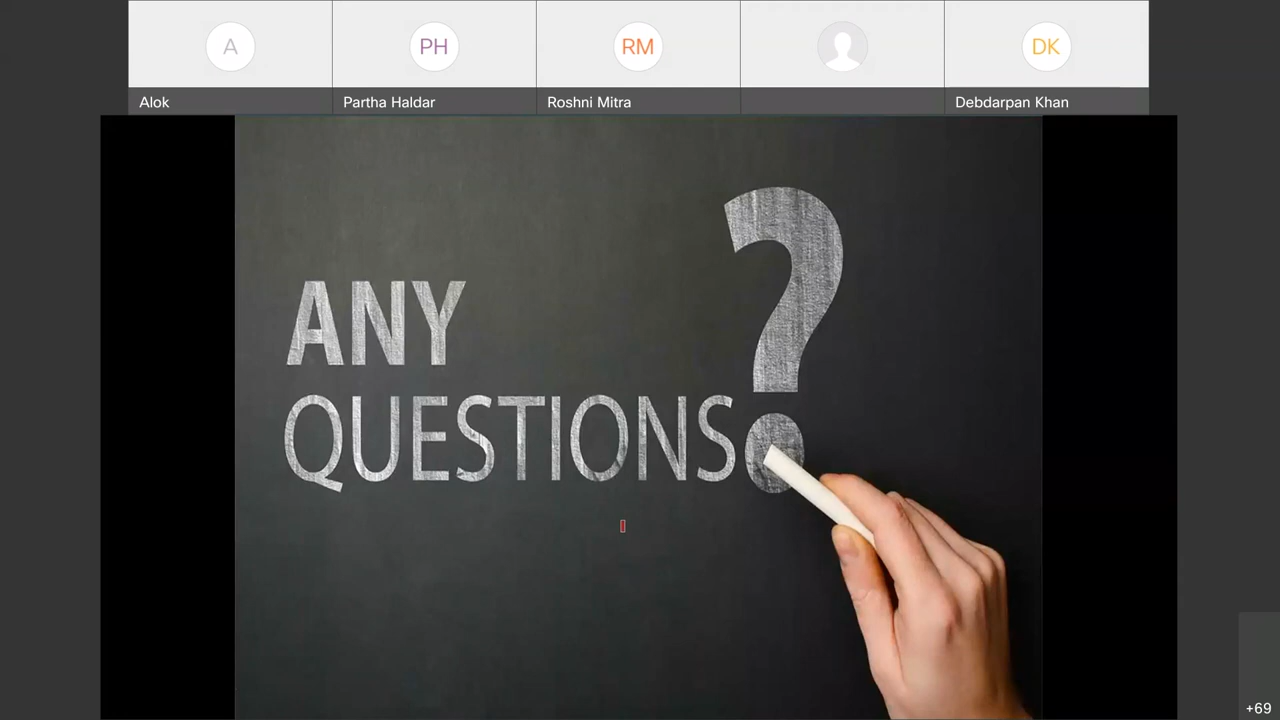 A
PH
RM
DK
Alok
Partha Haldar
Roshni Mitra
Debdarpan Khan
ANY
QUESTIONS?
+69